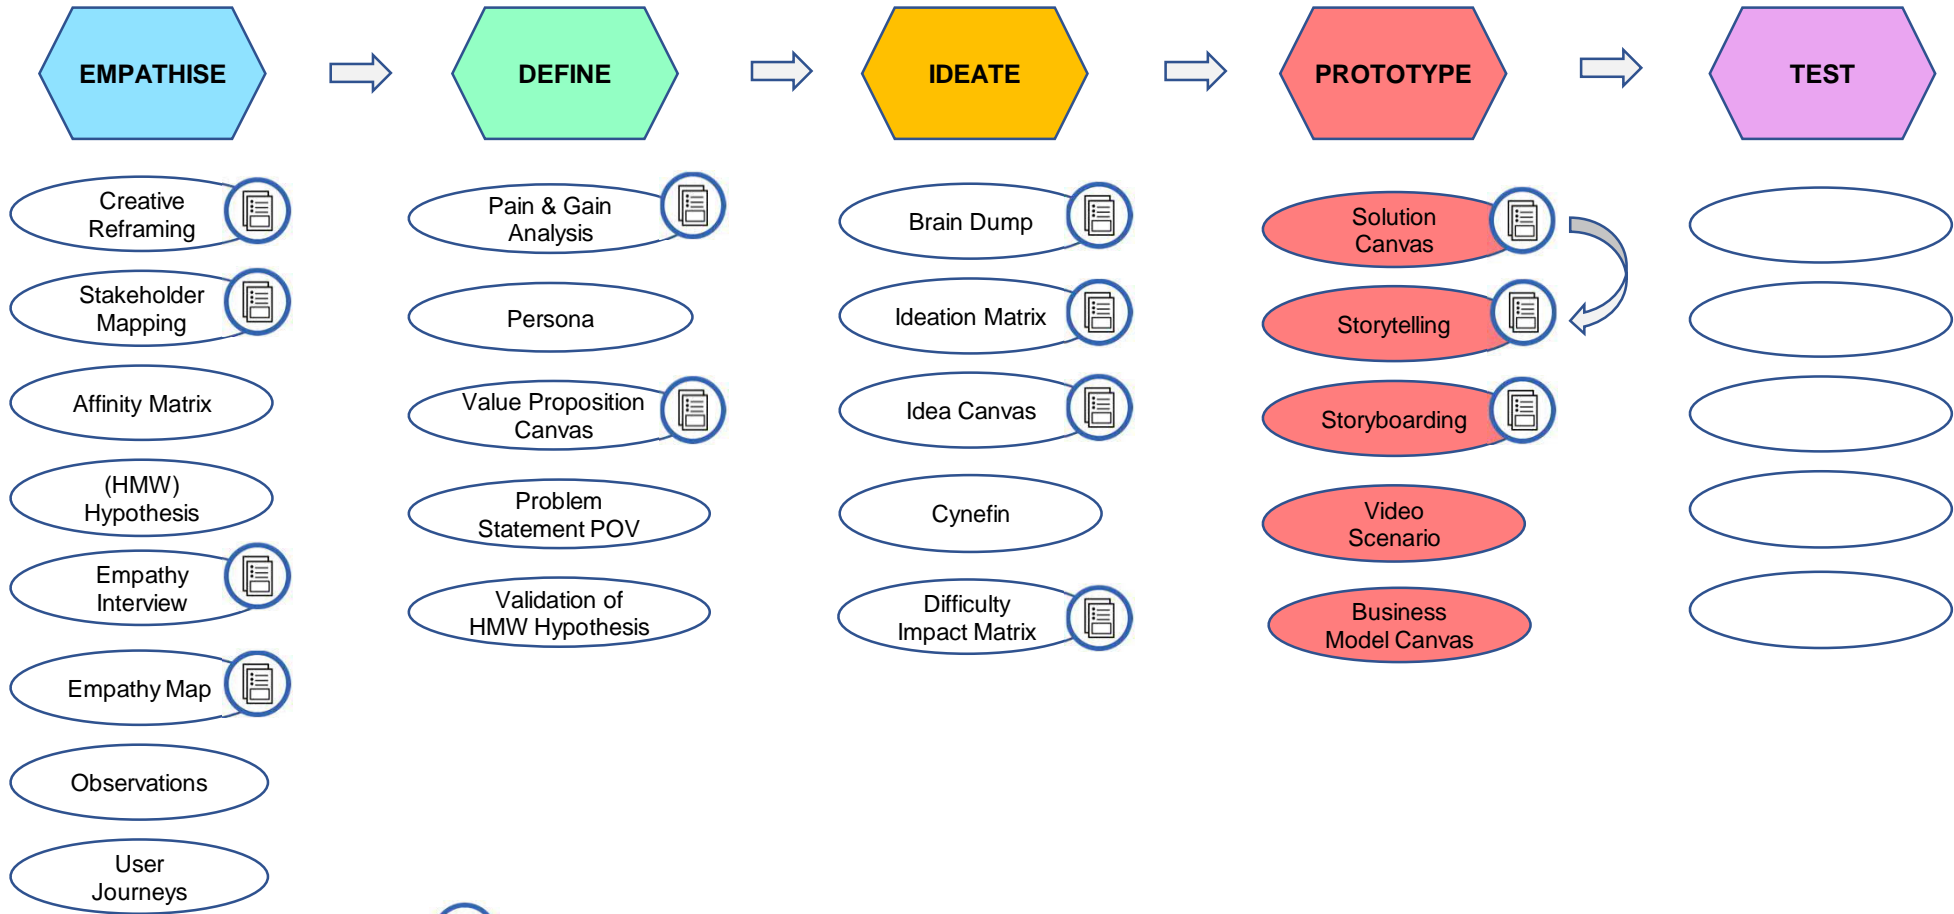 EMPATHISE
DEFINE
IDEATE
PROTOTYPE
TEST
Creative
Reframing
Stakeholder
Mapping
Affinity Matrix
(HMW)
Hypothesis
Empathy
Interview
Empathy Map
Observations
User
Journeys
Pain & Gain
Analysis
Persona
Value Proposition
Canvas
Problem
Statement POV
Validation of
HMW Hypothesis
Brain Dump
Ideation Matrix
Idea Canvas
Cynefin
Difficulty
Impact Matrix
Solution
Canvas
Storytelling
Storyboarding
Video
Scenario
Business
Model Canvas